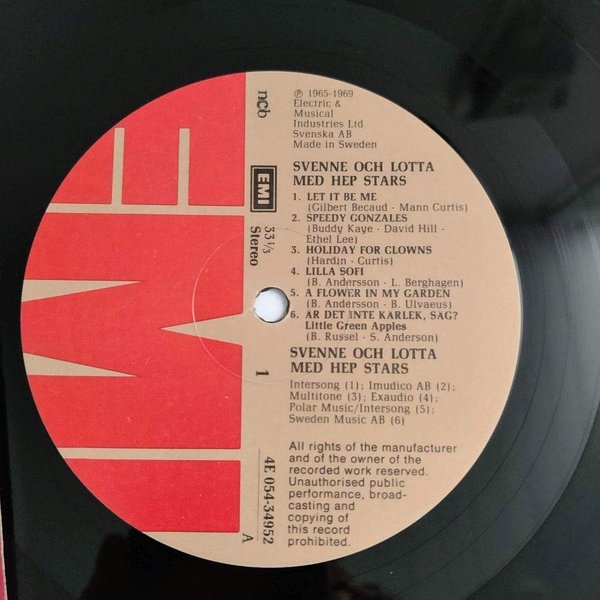 EMI
ncb
EMI
33⅓
Stereo
1
4E 054-34952
A
℗ 1965-1969
Electric &
Musical
Industries Ltd
Svenska AB
Made in Sweden
SVENNE OCH LOTTA
MED HEP STARS
1. LET IT BE ME
(Gilbert Becaud - Mann Curtis)
2. SPEEDY GONZALES
(Buddy Kaye - David Hill -
Ethel Lee)
3. HOLIDAY FOR CLOWNS
(Hardin - Curtis)
4. LILLA SOFI
(B. Andersson - L. Berghagen)
5. A FLOWER IN MY GARDEN
(B. Andersson - B. Ulvaeus)
6. ÄR DET INTE KÄRLEK, SÄG?
Little Green Apples
(B. Russel - S. Anderson)
SVENNE OCH LOTTA
MED HEP STARS
Intersong (1); Imudico AB (2);
Multitone (3); Exaudio (4);
Polar Music/Intersong (5);
Sweden Music AB (6)
All rights of the manufacturer
and of the owner of the
recorded work reserved.
Unauthorised public
performance, broad-
casting and
copying of
this record
prohibited.